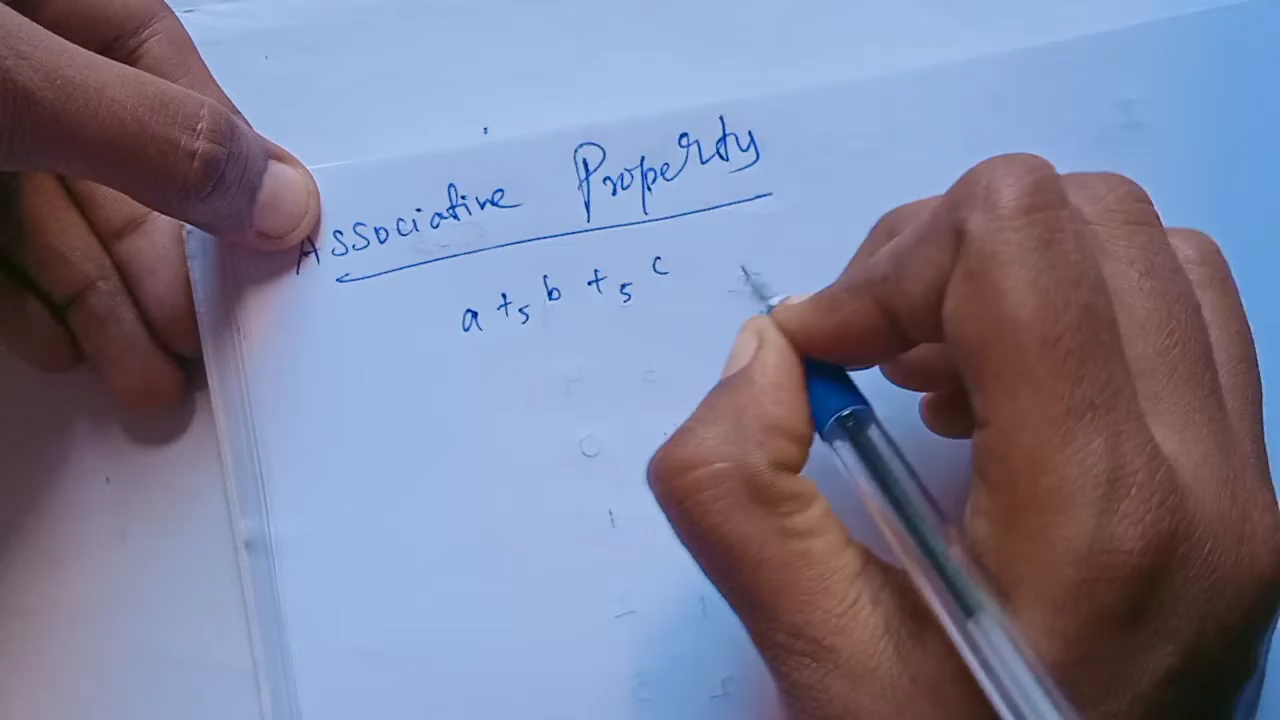 Associative Property
a +₅ b +₅ c